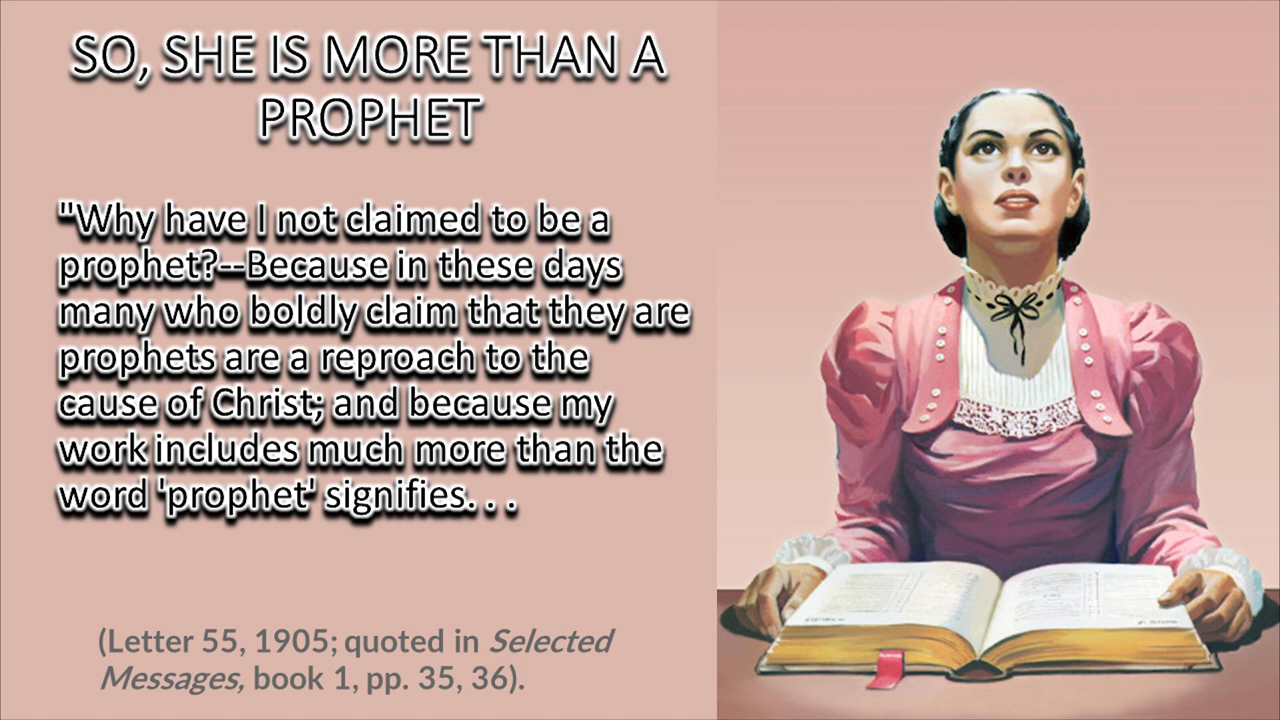 SO, SHE IS MORE THAN A
PROPHET
"Why have I not claimed to be a
prophet?--Because in these days
many who boldly claim that they are
prophets are a reproach to the
cause of Christ; and because my
work includes much more than the
word 'prophet' signifies. . .
(Letter 55, 1905; quoted in Selected
Messages, book 1, pp. 35, 36).